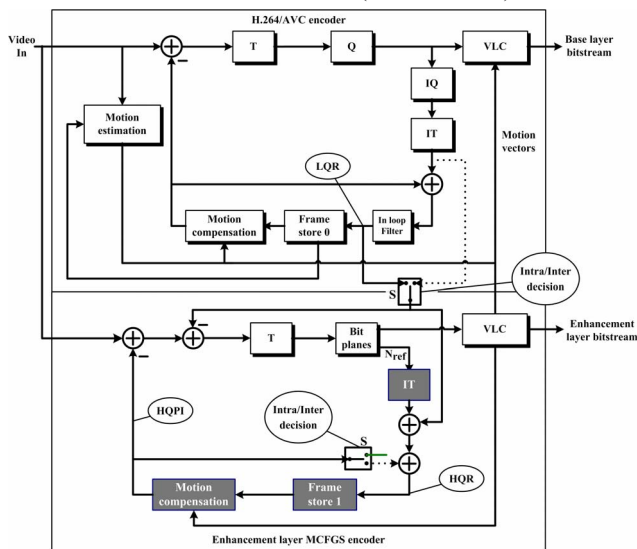 H.264/AVC encoder
Video
In
T
Q
VLC
Base layer
bitstream
IQ
Motion
estimation
IT
Motion
vectors
LQR
Motion
compensation
Frame
store 0
In loop
Filter
S
Intra/Inter
decision
T
Bit
planes
VLC
Enhancement
layer bitstream
Nref
IT
HQPI
Intra/Inter
decision
S
Motion
compensation
Frame
store 1
HQR
Enhancement layer MCFGS encoder